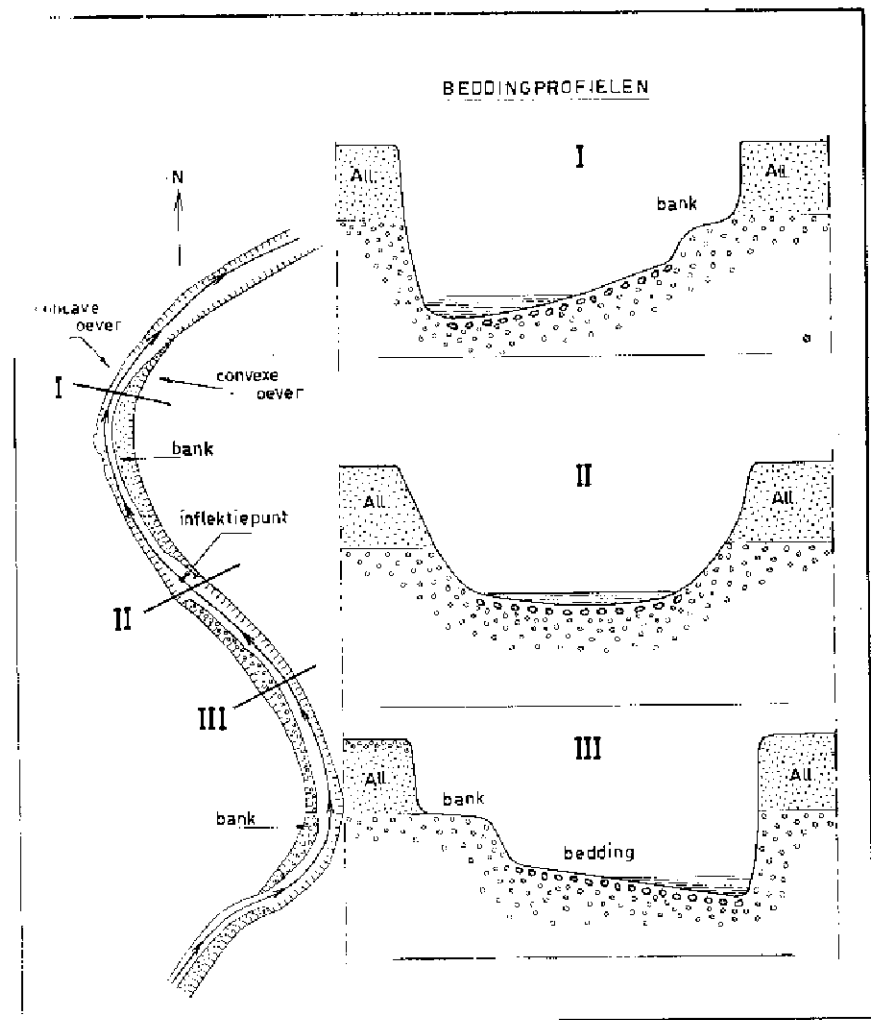 BEDDINGPROFIELEN
I
All.
All.
bank
N
concave
oever
I
convexe
oever
bank
inflektiepunt
II
All.
All.
II
III
bank
III
All.
All.
bank
bedding